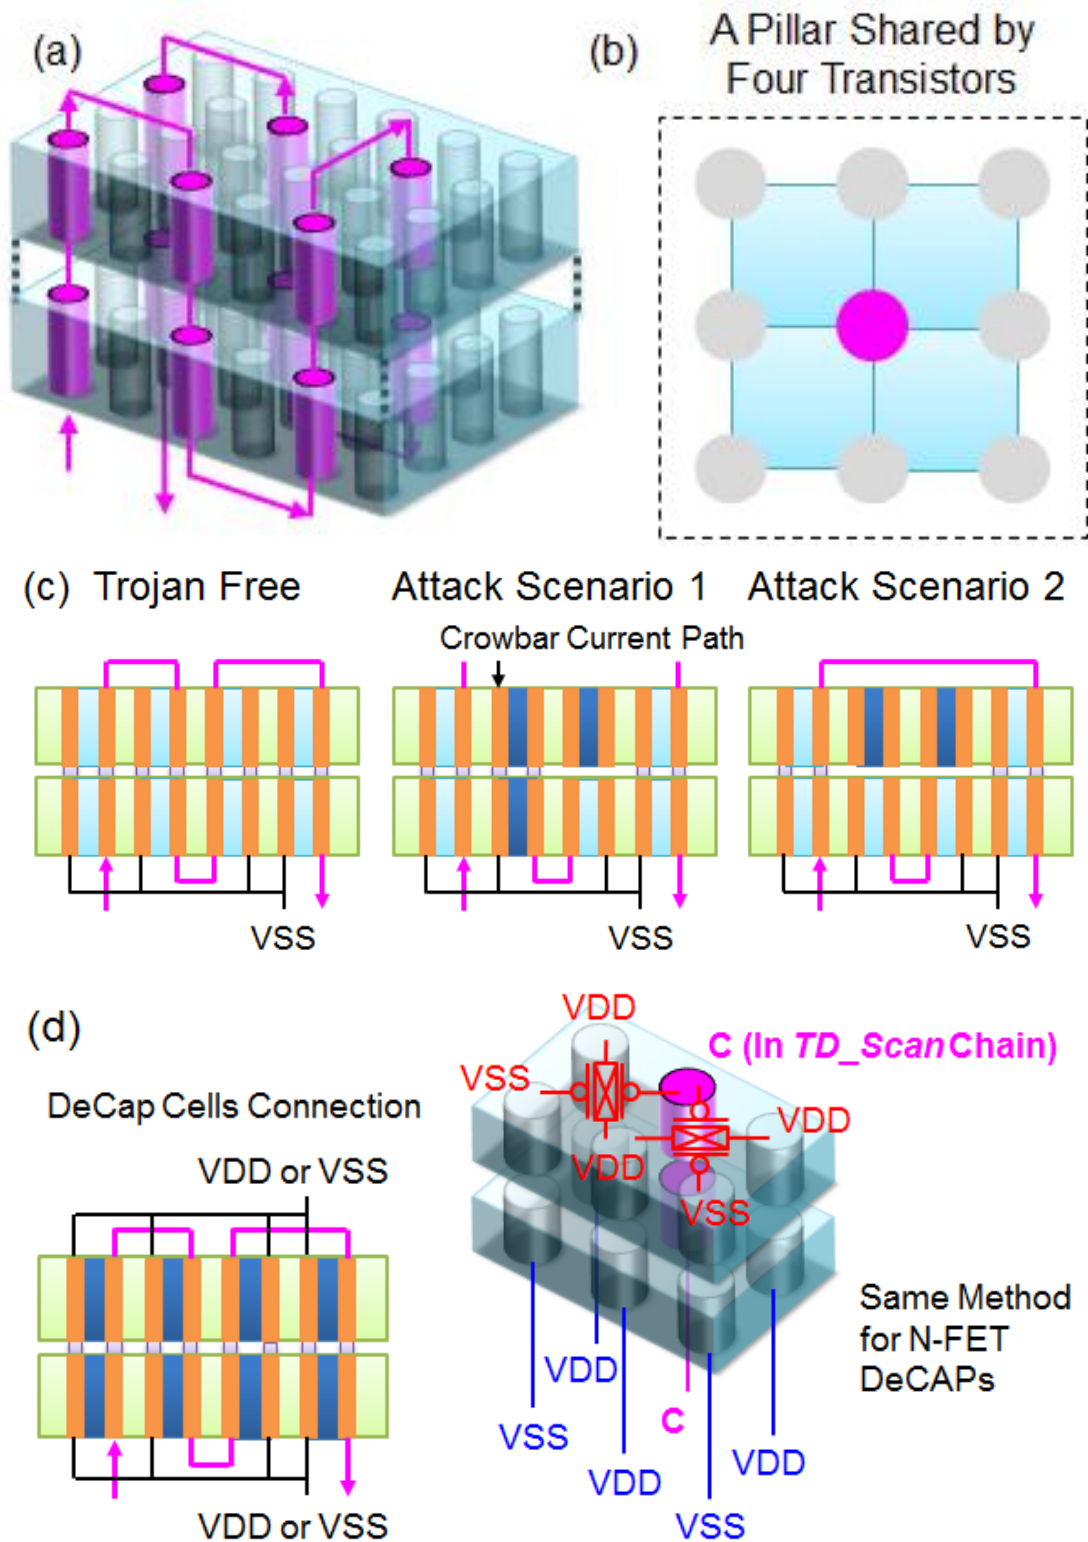 (a)
(b)
A Pillar Shared by
Four Transistors
(c) Trojan Free
Attack Scenario 1
Attack Scenario 2
Crowbar Current Path
VSS
VSS
VSS
(d)
DeCap Cells Connection
VDD or VSS
VDD or VSS
VDD
C (In TD_Scan Chain)
VSS
VDD
VDD
VSS
VDD
VSS
C
VDD
VDD
VSS
Same Method
for N-FET
DeCAPs